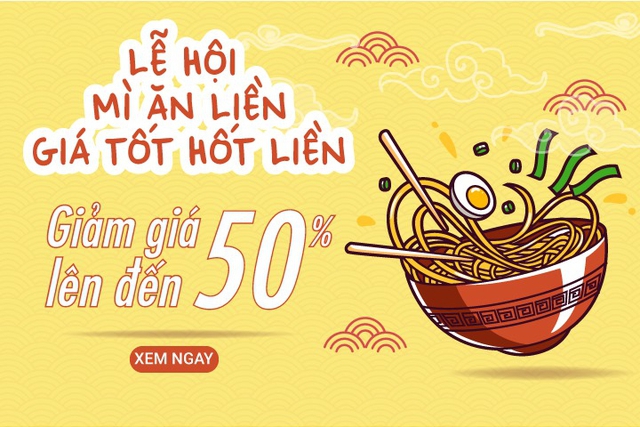 LỄ HỘI
MÌ ĂN LIỀN
GIÁ TỐT HỐT LIỀN
Giảm giá
lên đến 50%
XEM NGAY